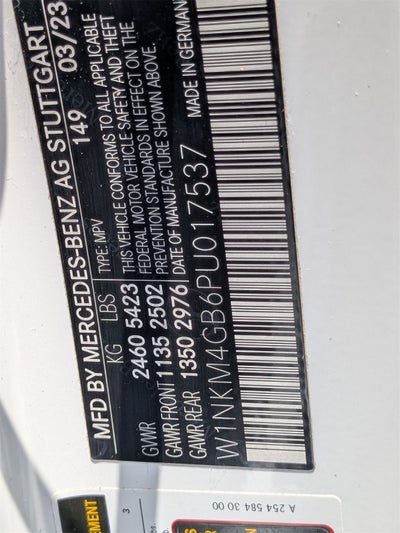 MFD BY MERCEDES-BENZ AG STUTTGART
149 03/23
KG LBS TYPE: MPV
THIS VEHICLE CONFORMS TO ALL APPLICABLE
FEDERAL MOTOR VEHICLE SAFETY AND THEFT
PREVENTION STANDARDS IN EFFECT ON THE
DATE OF MANUFACTURE SHOWN ABOVE.
GVWR 2460 5423
GAWR FRONT 1135 2502
GAWR REAR 1350 2976
MADE IN GERMANY
W1NKM4GB6PU017537
EMENT
3
A 254 584 30 00